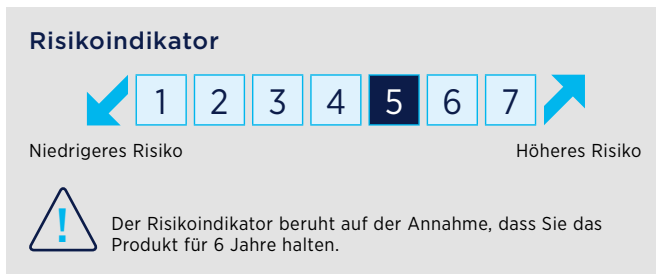 Risikoindikator
1 2 3 4 5 6 7
Niedrigeres Risiko Höheres Risiko
! Der Risikoindikator beruht auf der Annahme, dass Sie das
Produkt für 6 Jahre halten.